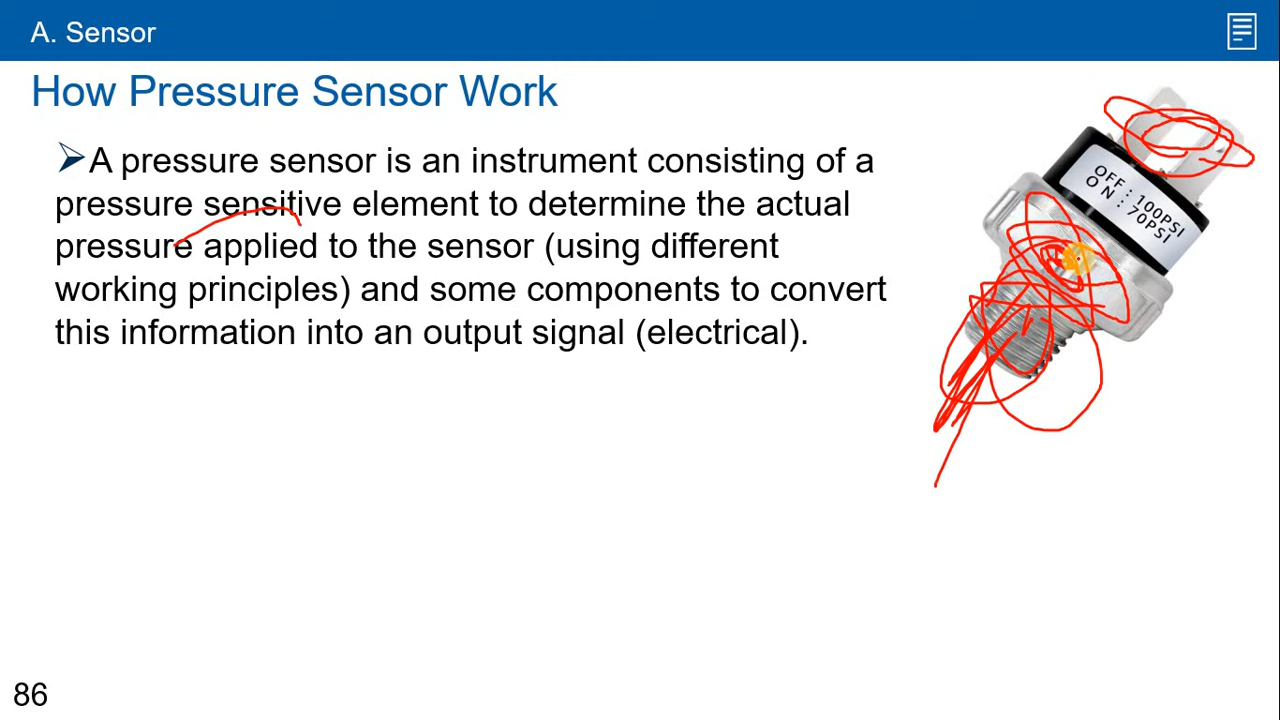 A. Sensor
How Pressure Sensor Work
A pressure sensor is an instrument consisting of a
pressure sensitive element to determine the actual
pressure applied to the sensor (using different
working principles) and some components to convert
this information into an output signal (electrical).
OFF : 100PSI
ON : 70PSI
86